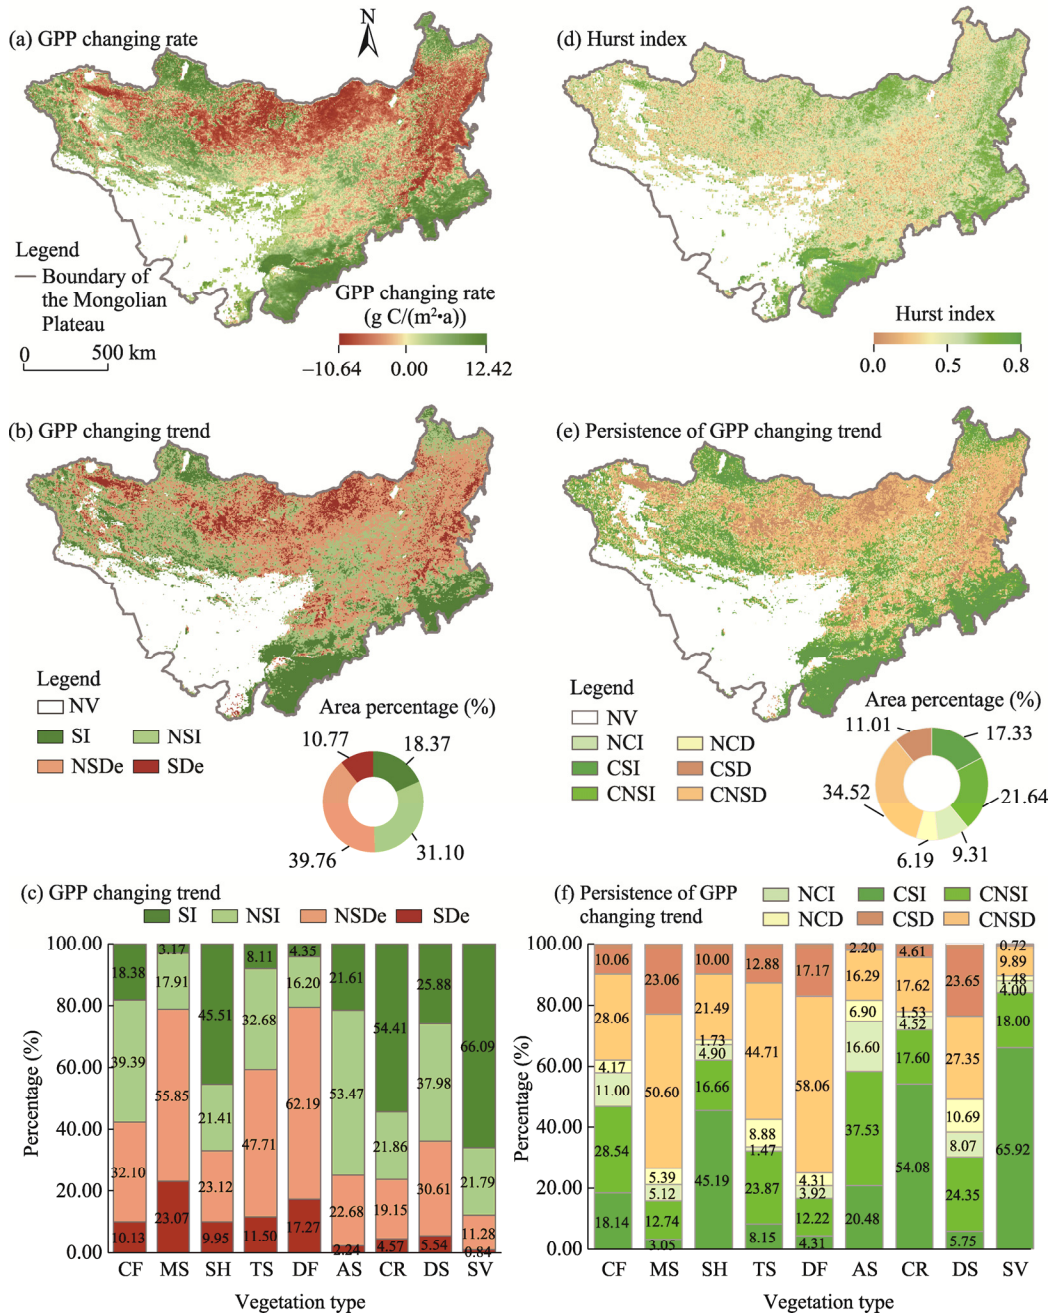 (a) GPP changing rate
N
Legend
Boundary of
the Mongolian
Plateau
0 500 km
GPP changing rate
(g C/(m²•a))
−10.64 0.00 12.42
(d) Hurst index
Hurst index
0.0 0.5 0.8
(b) GPP changing trend
Legend
NV
SI NSI
NSDe SDe
Area percentage (%)
10.77 18.37
39.76 31.10
(e) Persistence of GPP changing trend
Legend
NV
NCI NCD
CSI CSD
CNSI CNSD
Area percentage (%)
11.01 17.33
34.52 21.64
6.19 9.31
(c) GPP changing trend
SI NSI NSDe SDe
Percentage (%)
100.00
80.00
60.00
40.00
20.00
0.00
18.38 39.39 32.10 10.13
3.17 17.91 55.85 23.07
45.51 21.41 23.12 9.95
8.11 32.68 47.71 11.50
4.35 16.20 62.19 17.27
21.61 53.47 22.68 2.24
54.41 21.86 19.15 4.57
25.88 37.98 30.61 5.54
66.09 21.79 11.28 0.84
CF MS SH TS DF AS CR DS SV
Vegetation type
(f) Persistence of GPP
changing trend
NCI CSI CNSI
NCD CSD CNSD
Percentage (%)
100.00
80.00
60.00
40.00
20.00
0.00
10.06 28.06 4.17 11.00 28.54 18.14
23.06 50.60 5.39 5.12 12.74 3.05
10.00 21.49 1.73 4.90 16.66 45.19
12.88 44.71 8.88 1.47 23.87 8.15
17.17 58.06 4.31 3.92 12.22 4.31
2.20 16.29 6.90 16.60 37.53 20.48
4.61 17.62 1.53 4.52 17.60 54.08
23.65 27.35 10.69 8.07 24.35 5.75
0.72 9.89 1.48 4.00 18.00 65.92
CF MS SH TS DF AS CR DS SV
Vegetation type